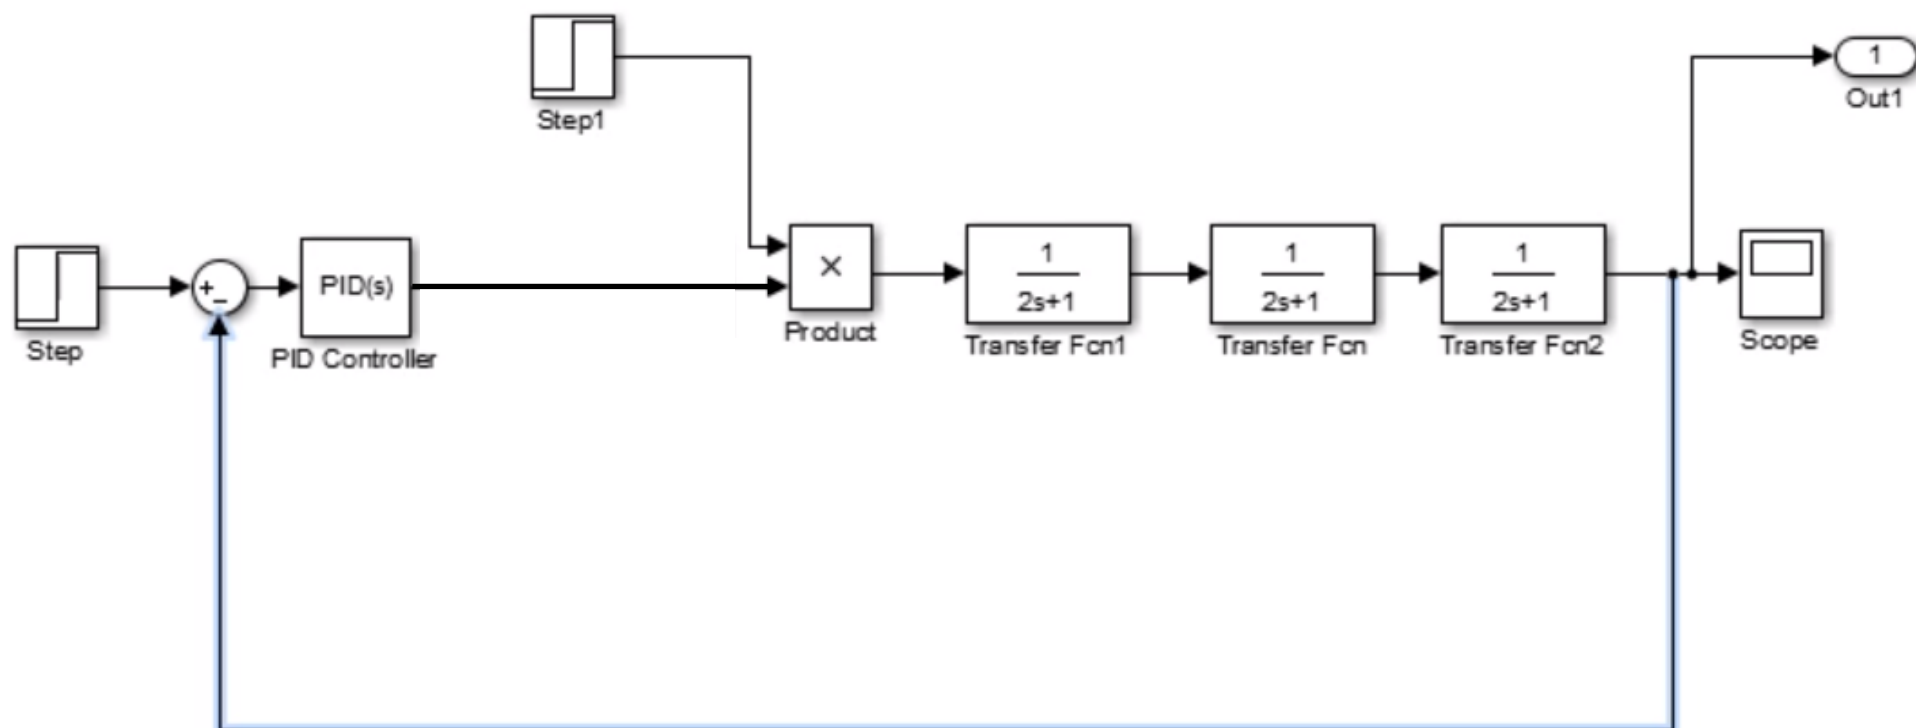 Step1
1
Out1
+
−
PID(s)
×
1
2s+1
1
2s+1
1
2s+1
Step
PID Controller
Product
Transfer Fcn1
Transfer Fcn
Transfer Fcn2
Scope